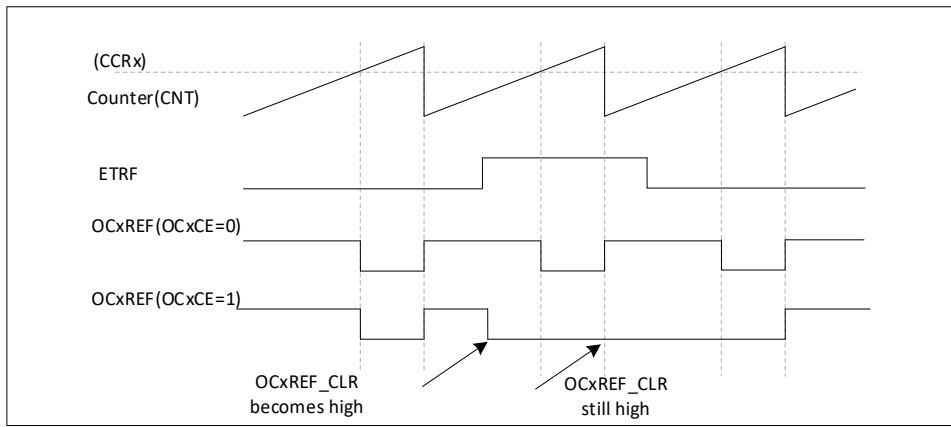 (CCRx)
Counter(CNT)
ETRF
OCxREF(OCxCE=0)
OCxREF(OCxCE=1)
OCxREF_CLR
becomes high
OCxREF_CLR
still high